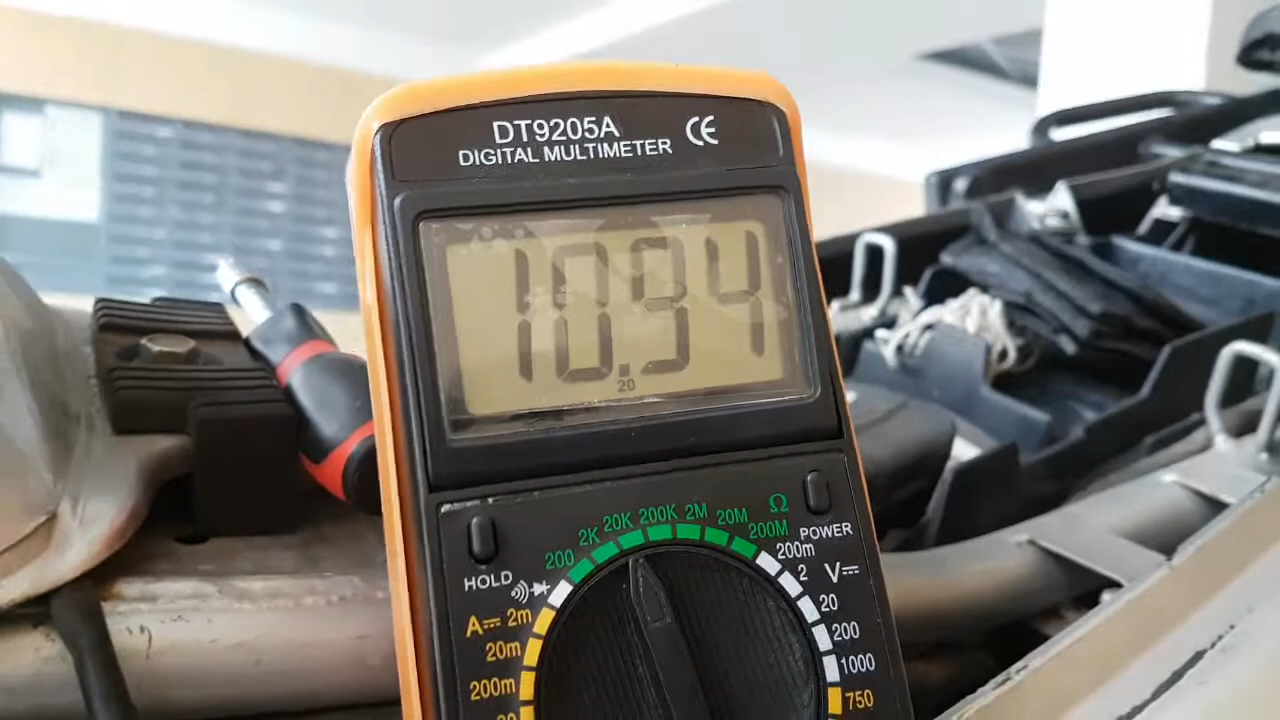 DT9205A CE
DIGITAL MULTIMETER
10.94
20
200 2K 20K 200K 2M 20M 200M Ω
HOLD
POWER
200m
2 V
20
200
1000
750
A 2m
20m
200m